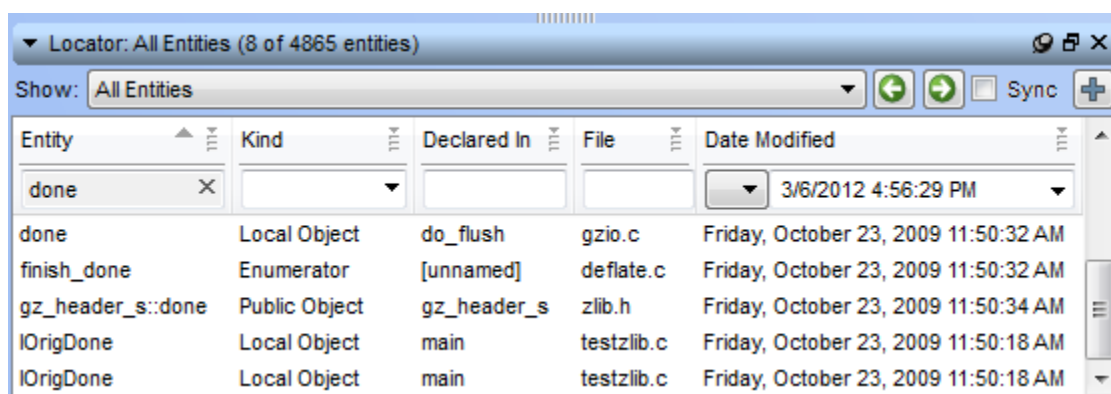 Locator: All Entities (8 of 4865 entities)
Show: All Entities Sync
Entity Kind Declared In File Date Modified
done 3/6/2012 4:56:29 PM
done Local Object do_flush gzio.c Friday, October 23, 2009 11:50:32 AM
finish_done Enumerator [unnamed] deflate.c Friday, October 23, 2009 11:50:32 AM
gz_header_s::done Public Object gz_header_s zlib.h Friday, October 23, 2009 11:50:34 AM
lOrigDone Local Object main testzlib.c Friday, October 23, 2009 11:50:18 AM
lOrigDone Local Object main testzlib.c Friday, October 23, 2009 11:50:18 AM